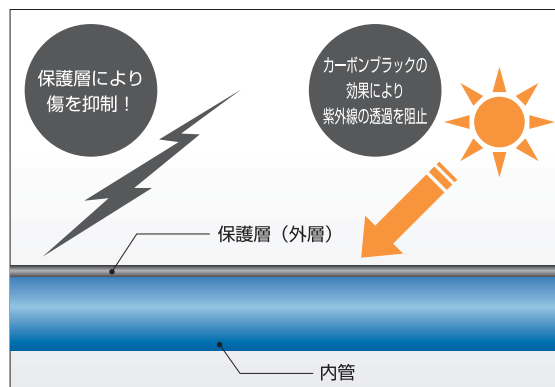 保護層により
傷を抑制！
カーボンブラックの
効果により
紫外線の透過を阻止
保護層（外層）
内管